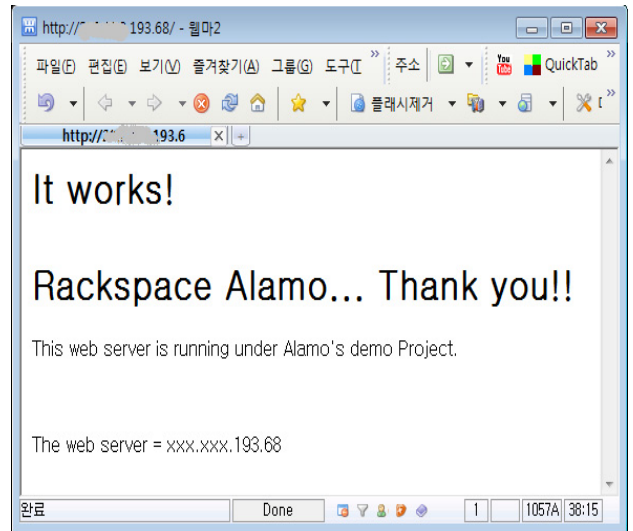 http:// 193.68/ - 웹마2
파일(F) 편집(E) 보기(V) 즐겨찾기(A) 그룹(G) 도구(T » 주소 You Tube QuickTab »
플래시제거 »
http:// 193.6 X +
It works!
Rackspace Alamo... Thank you!!
This web server is running under Alamo's demo Project.
The web server = xxx.xxx.193.68
완료 Done 1 1057A 38:15